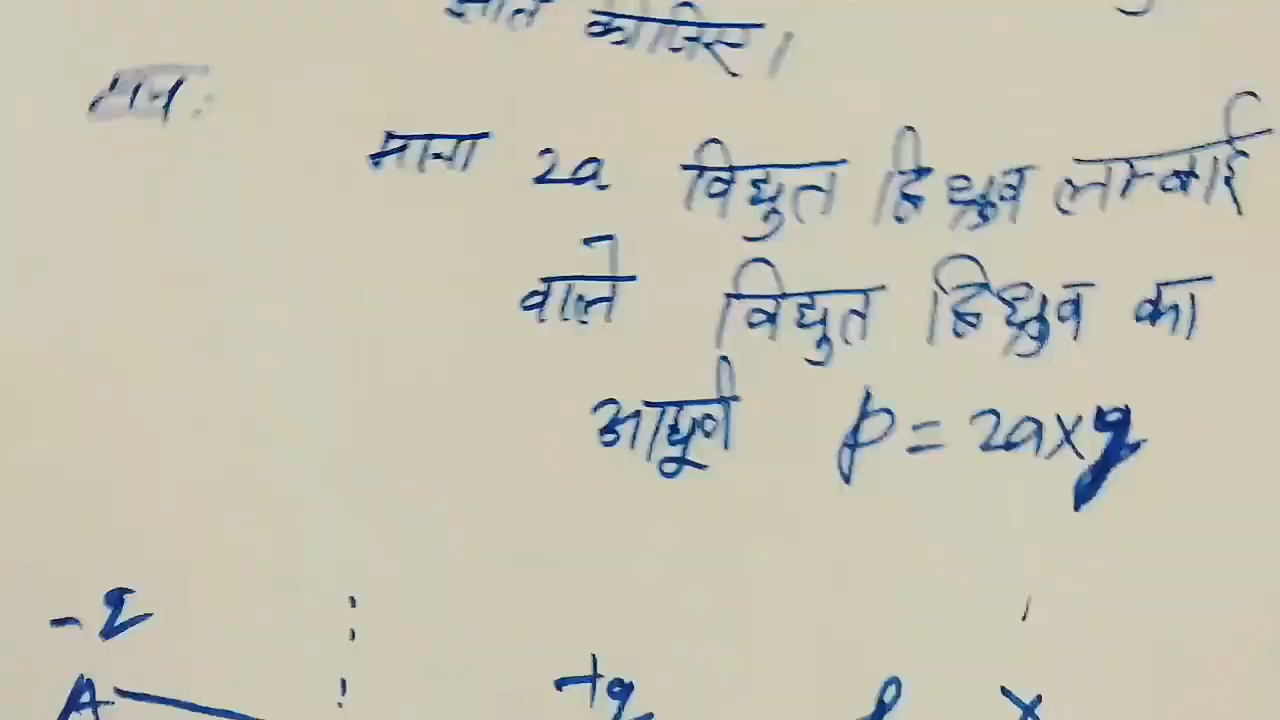 ज्ञात कीजिए।
माना 2a विद्युत द्विध्रुव लम्बाई
वाले विद्युत द्विध्रुव का
आघूर्ण p = 2a×q
-q
+q
A